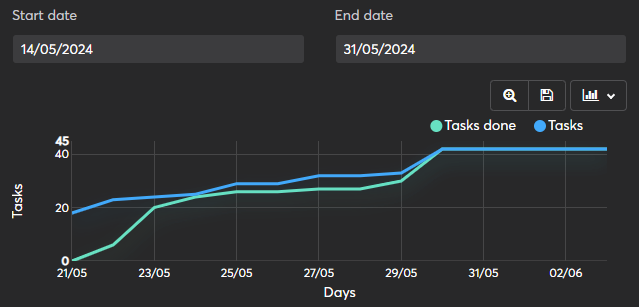 Start date End date
14/05/2024 31/05/2024
Tasks done Tasks
45
40
20
0
Tasks
21/05 23/05 25/05 27/05 29/05 31/05 02/06
Days